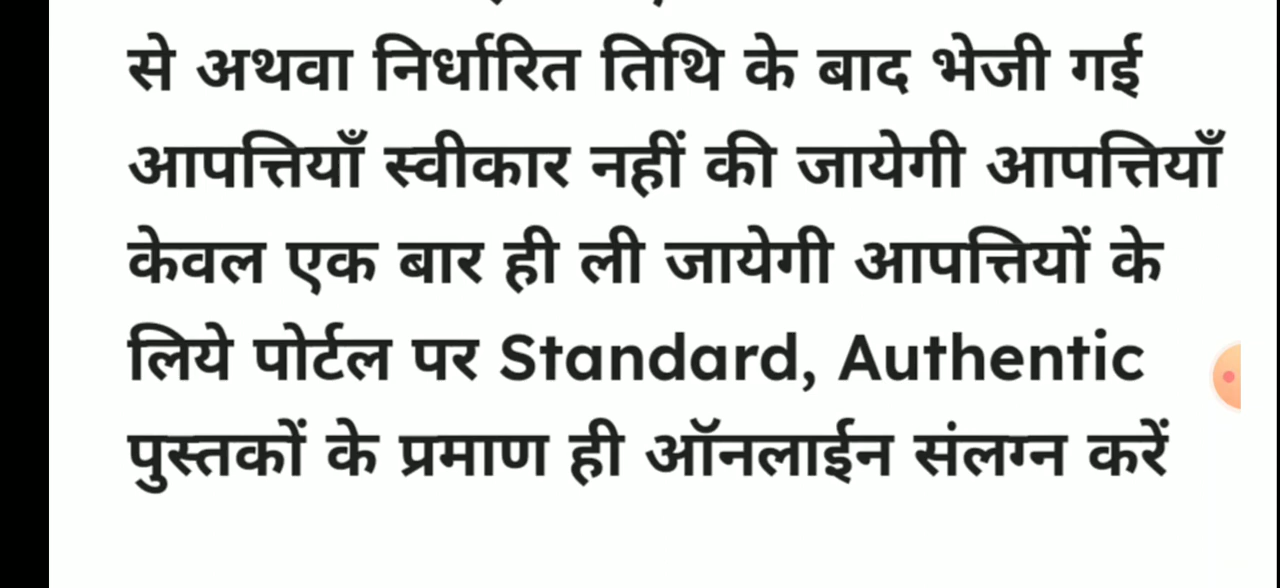 से अथवा निर्धारित तिथि के बाद भेजी गई
आपत्तियाँ स्वीकार नहीं की जायेगी आपत्तियाँ
केवल एक बार ही ली जायेगी आपत्तियों के
लिये पोर्टल पर Standard, Authentic
पुस्तकों के प्रमाण ही ऑनलाईन संलग्न करें